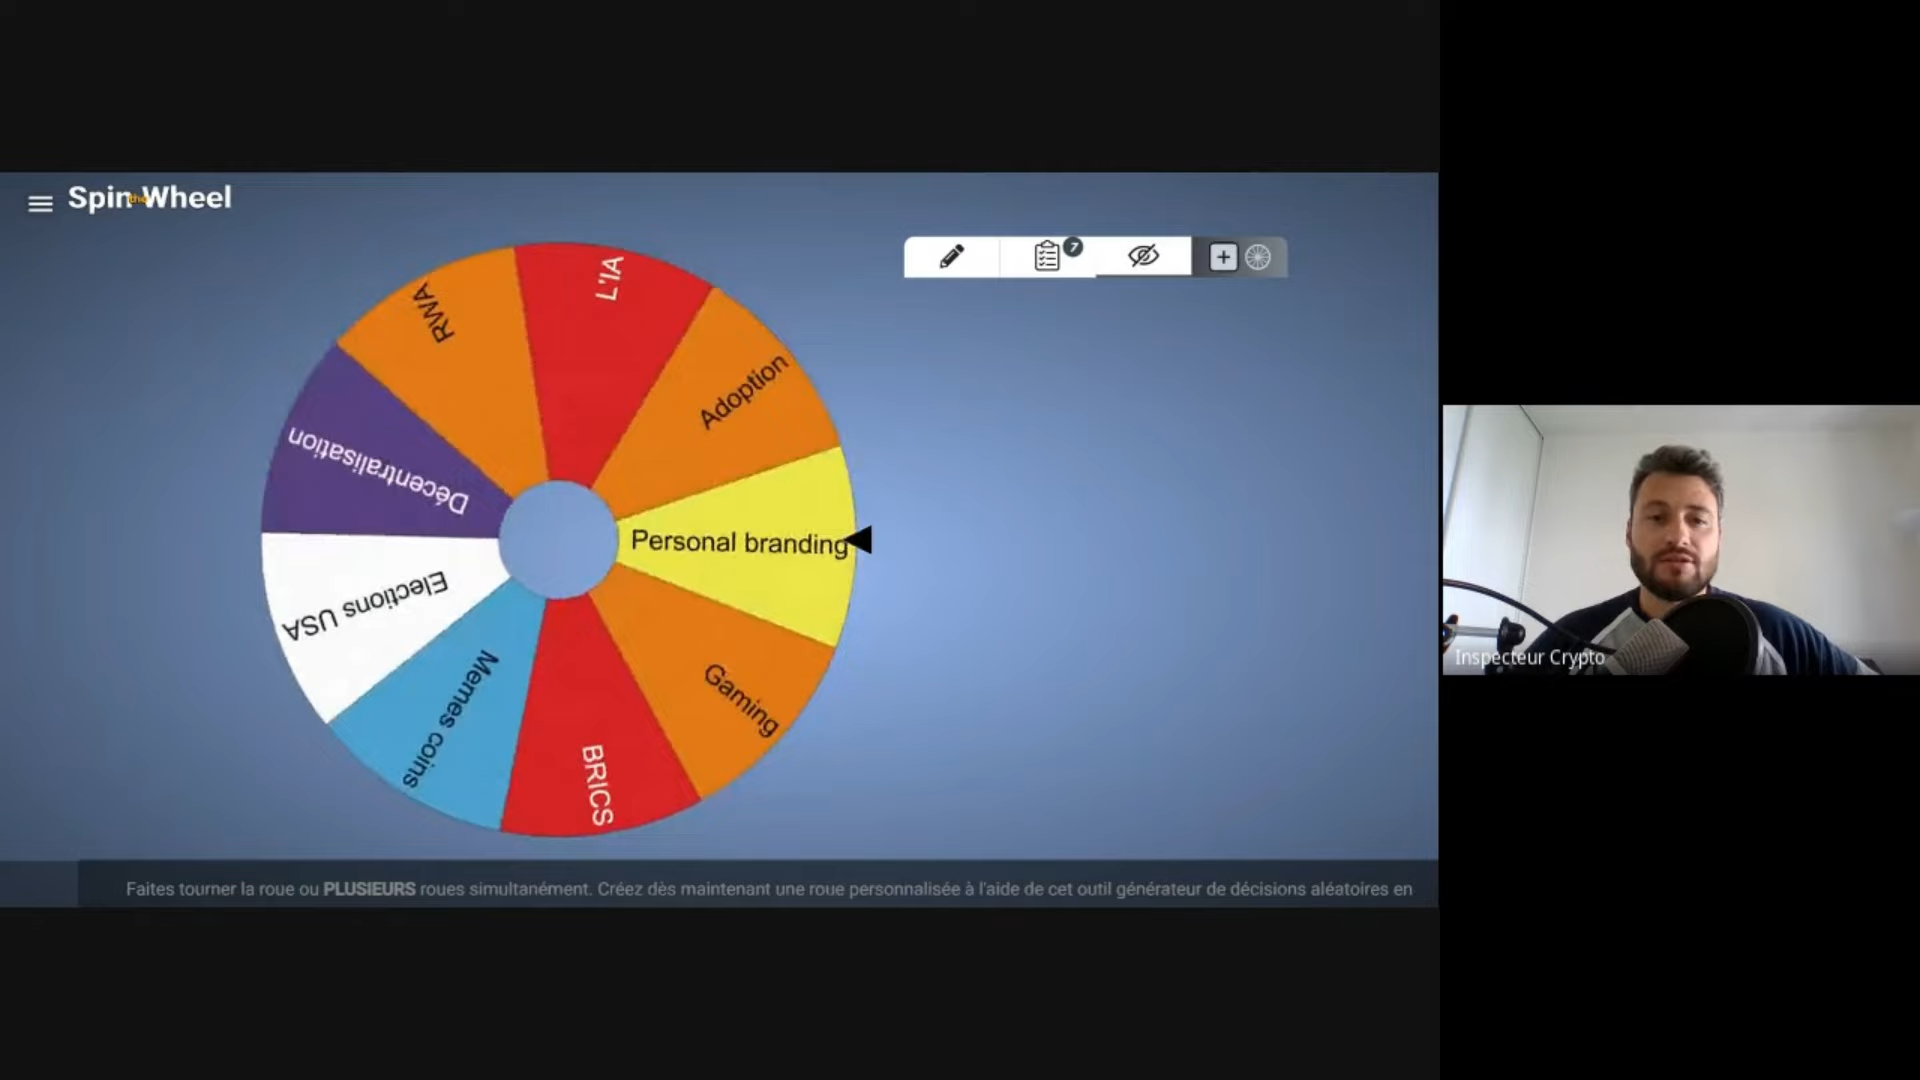 Spin the Wheel
7
L'IA
RWA
Adoption
Décentralisation
Personal branding
Elections USA
Gaming
Memes coins
BRICS
Inspecteur Crypto
Faites tourner la roue ou PLUSIEURS roues simultanément. Créez dès maintenant une roue personnalisée à l'aide de cet outil générateur de décisions aléatoires en